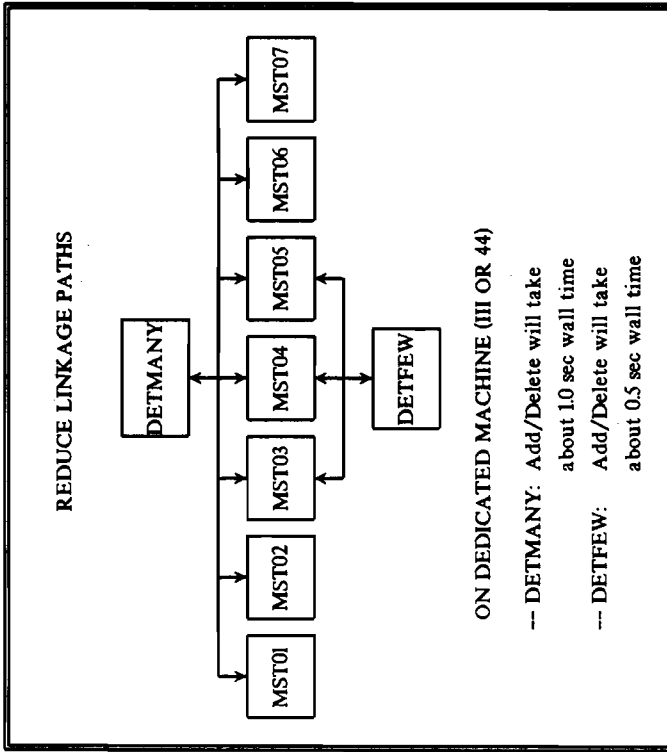 REDUCE LINKAGE PATHS
DETMANY
MST01 MST02 MST03 MST04 MST05 MST06 MST07
DETFEW
ON DEDICATED MACHINE (III OR 44)
-- DETMANY: Add/Delete will take
about 1.0 sec wall time
-- DETFEW: Add/Delete will take
about 0.5 sec wall time